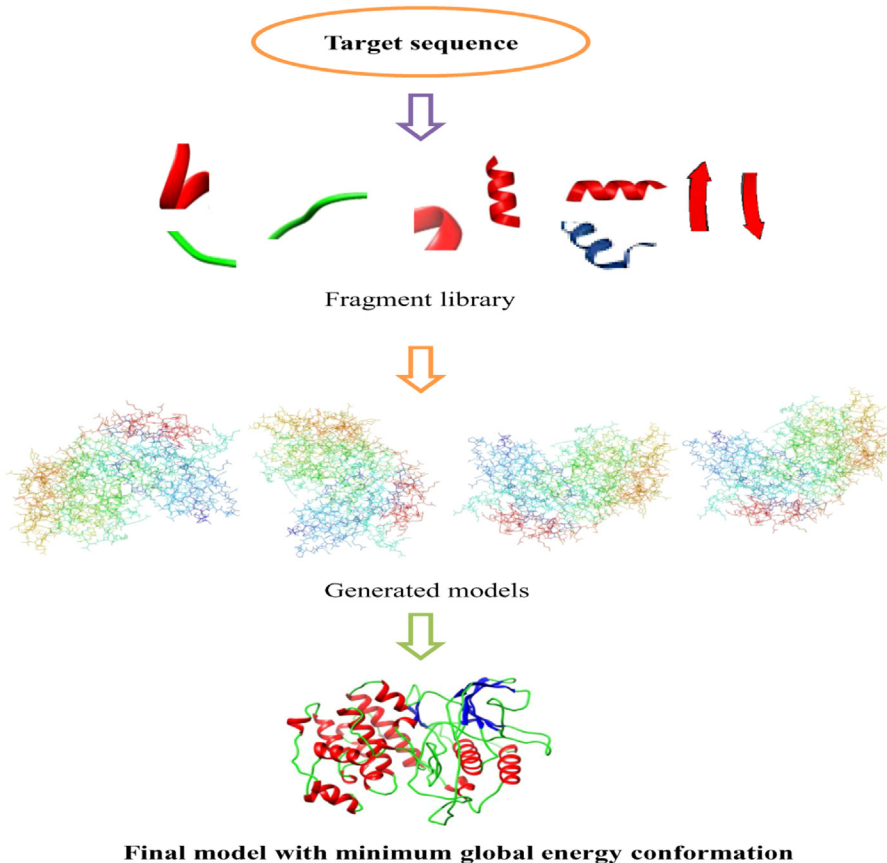 Target sequence
Fragment library
Generated models
Final model with minimum global energy conformation